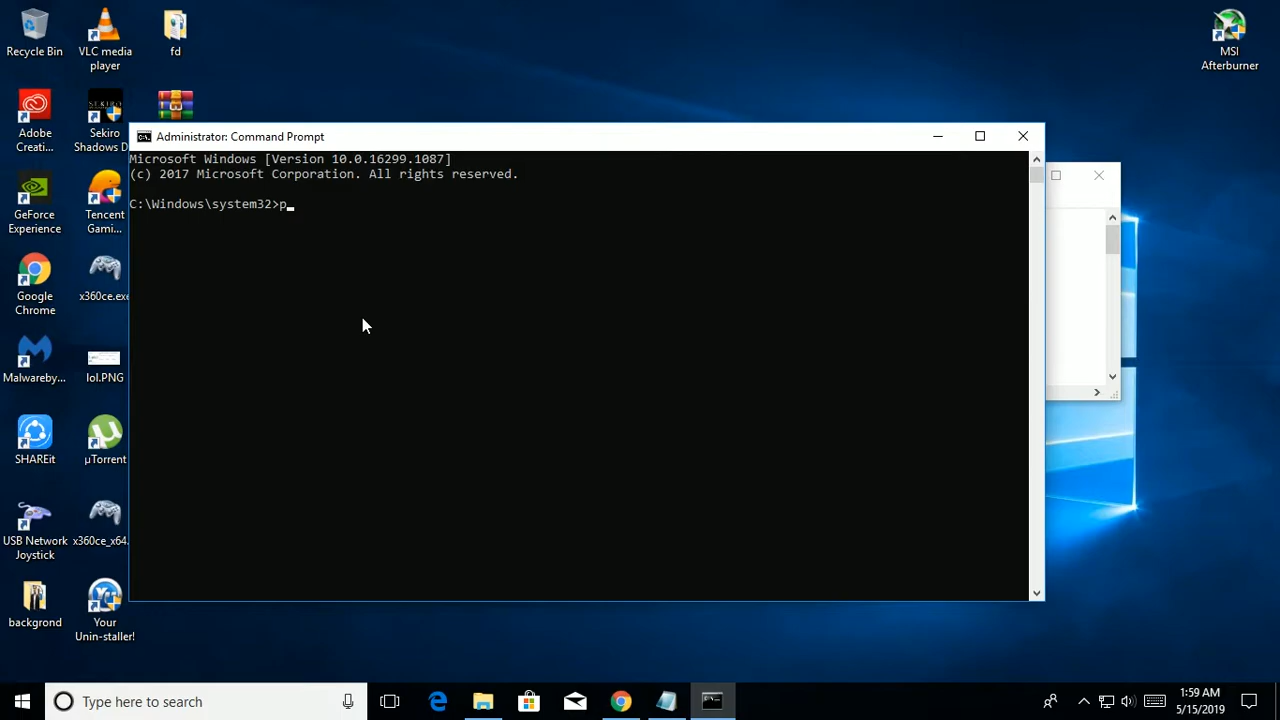 Recycle Bin
VLC media
player
fd
MSI
Afterburner
Adobe
Creati...
Sekiro
Shadows D
Administrator: Command Prompt
Microsoft Windows [Version 10.0.16299.1087]
(c) 2017 Microsoft Corporation. All rights reserved.
C:\Windows\system32>p_
GeForce
Experience
Tencent
Gami...
Google
Chrome
x360ce.exe
Malwareby...
lol.PNG
SHAREit
µTorrent
USB Network
Joystick
x360ce_x64.
backgrond
Your
Unin-staller!
Type here to search
1:59 AM
5/15/2019